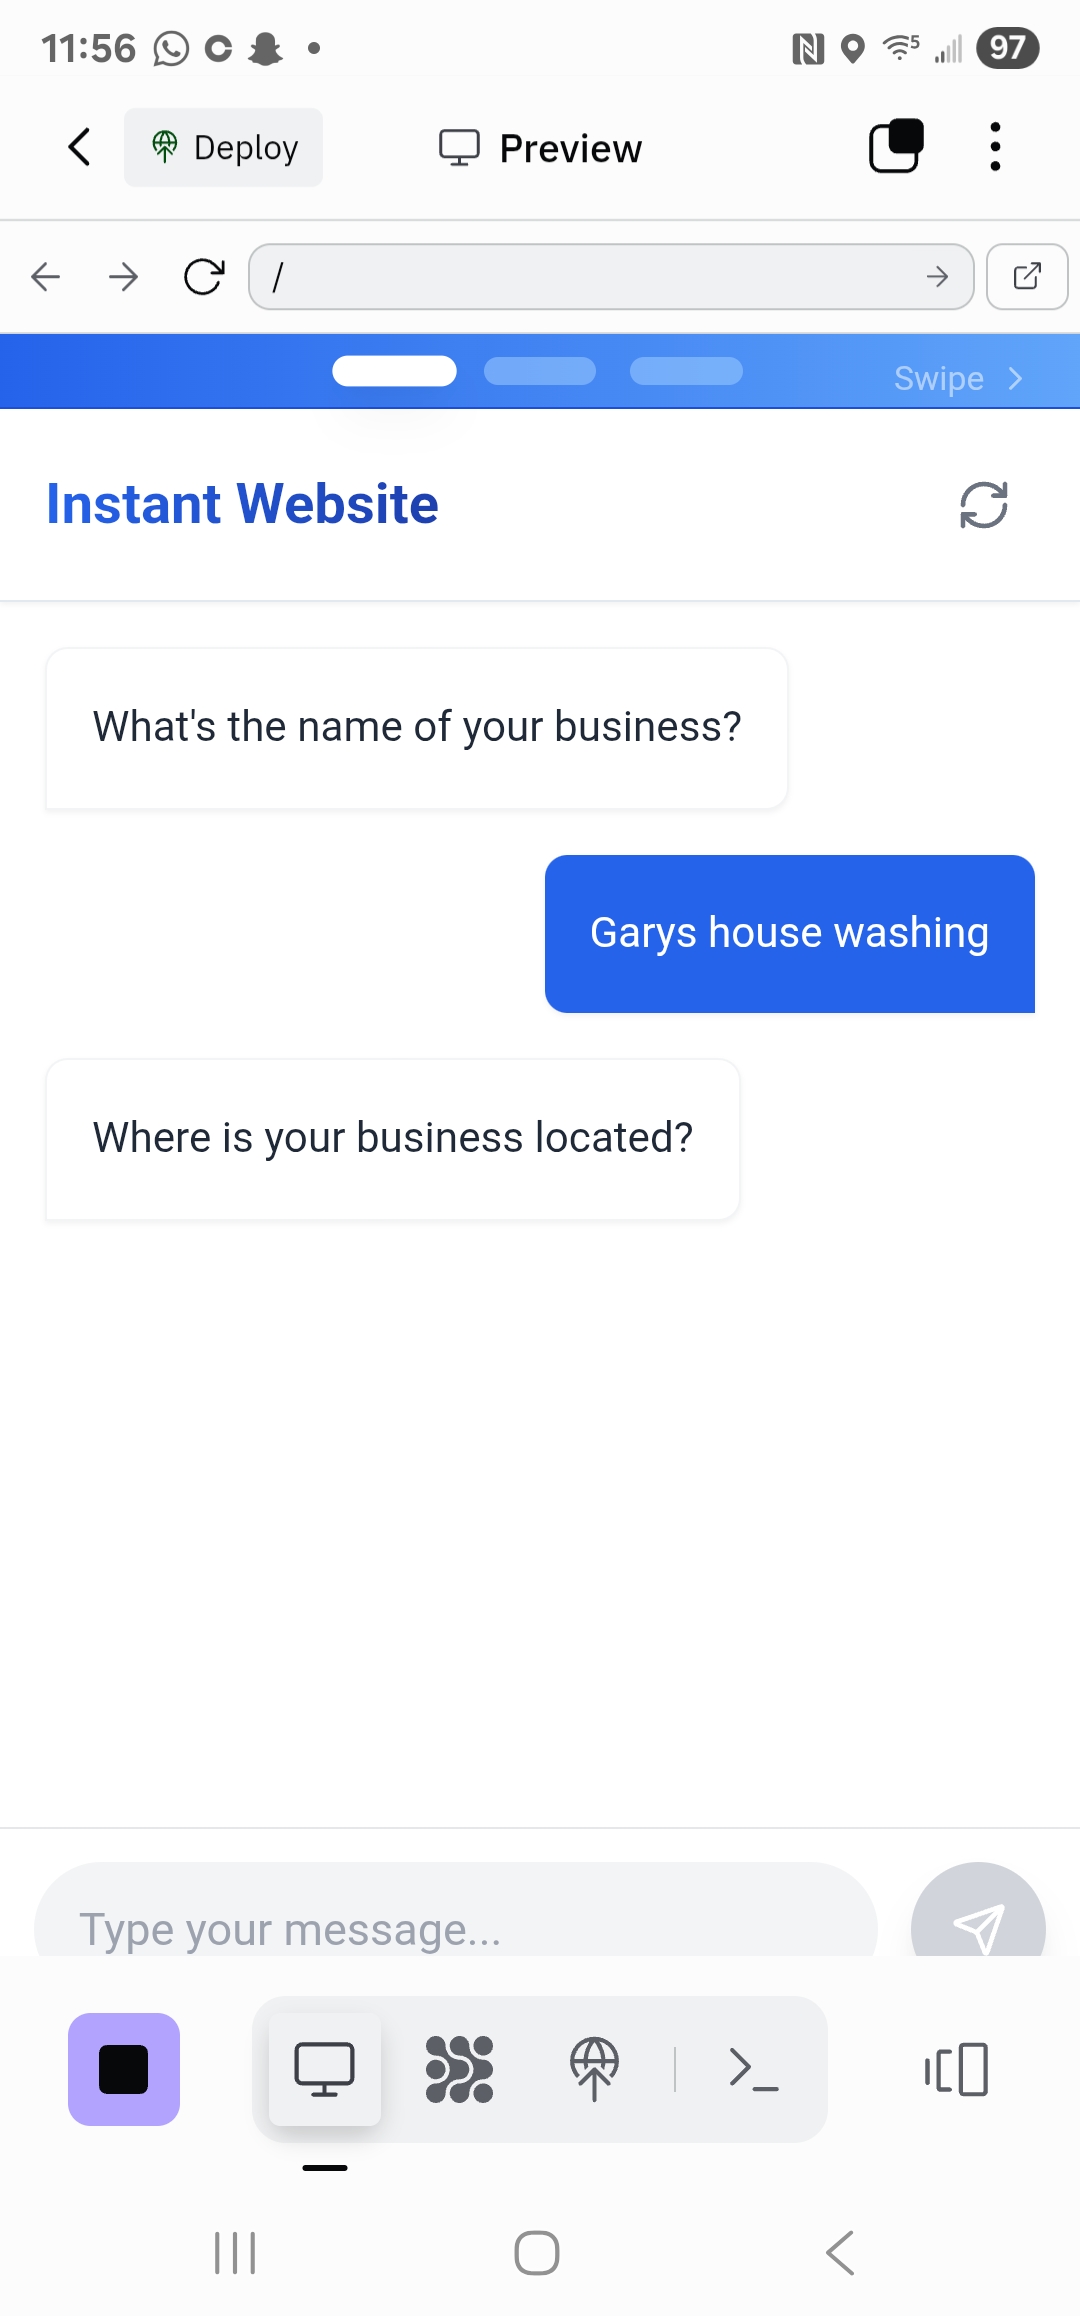 11:56
97
Deploy
Preview
/
Swipe
Instant Website
What's the name of your business?
Garys house washing
Where is your business located?
Type your message...